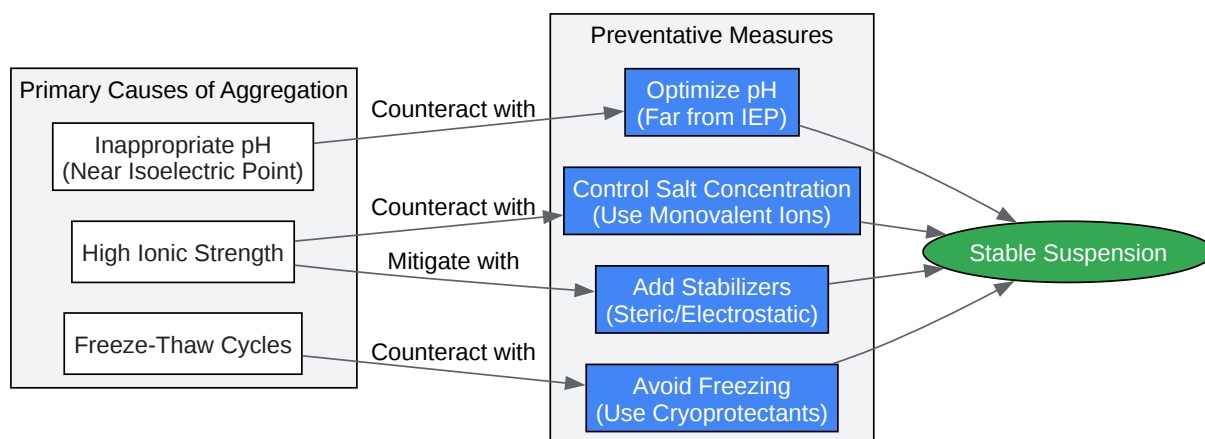 Primary Causes of Aggregation
Inappropriate pH
(Near Isoelectric Point)
High Ionic Strength
Freeze-Thaw Cycles
Counteract with
Counteract with
Mitigate with
Counteract with
Preventative Measures
Optimize pH
(Far from IEP)
Control Salt Concentration
(Use Monovalent Ions)
Add Stabilizers
(Steric/Electrostatic)
Avoid Freezing
(Use Cryoprotectants)
Stable Suspension